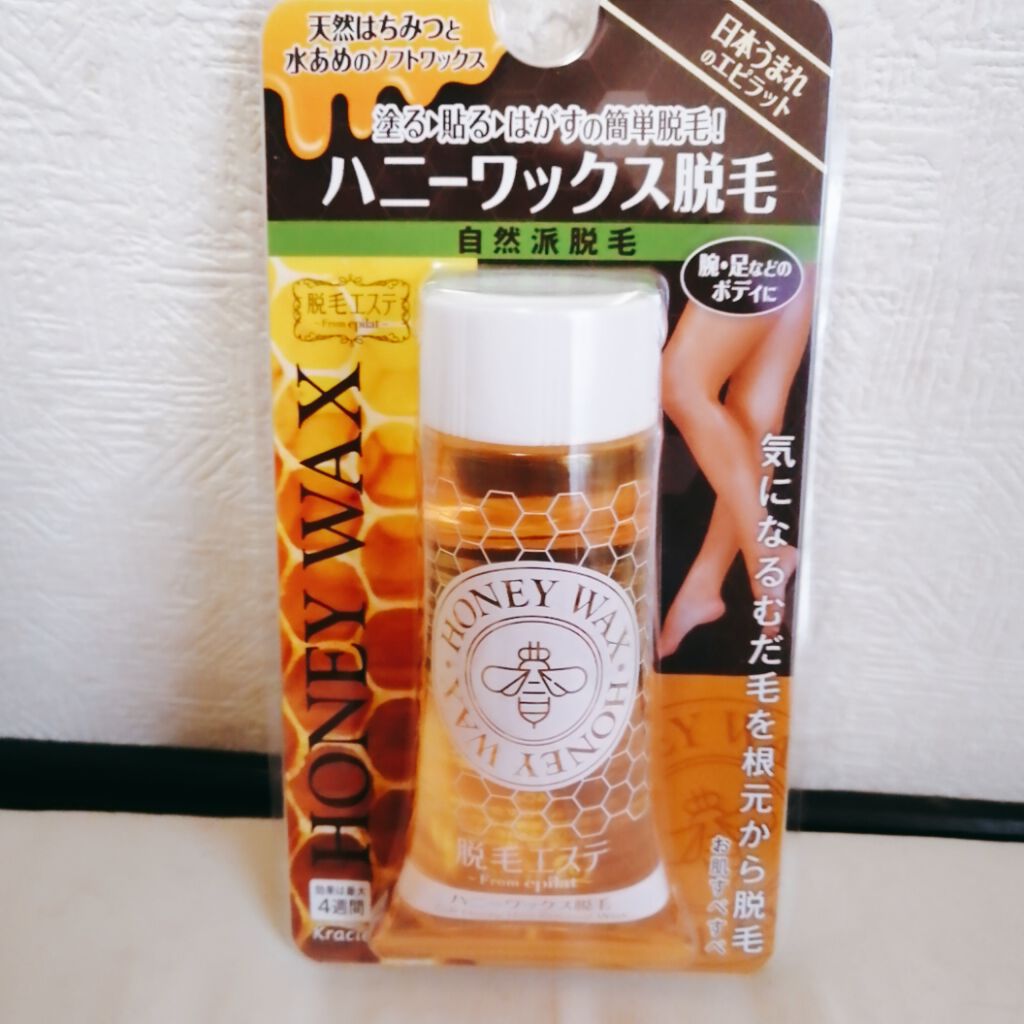 天然はちみつと
水あめのソフトワックス
日本うまれ
のエピラット
塗る▶貼る▶はがすの簡単脱毛!
ハニーワックス脱毛
自然派脱毛
腕・足などの
ボディに
脱毛エステ
-From epilat-
HONEY WAX
気になるむだ毛を根元から脱毛
お肌すべすべ
HONEY WAX・HONEY WAX・
脱毛エステ
-From epilat-
ハニーワックス脱毛
効果は最大
4週間
Kracie